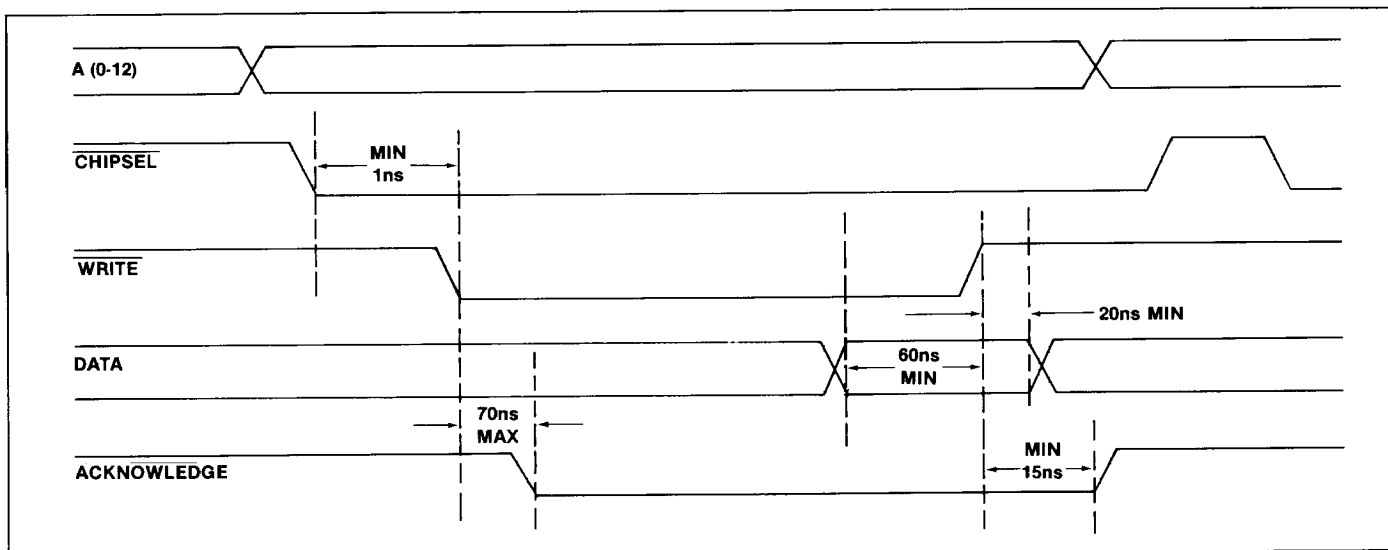 A (0-12)
CHIPSEL
MIN
1ns
WRITE
20ns MIN
DATA
60ns
MIN
70ns
MAX
ACKNOWLEDGE
MIN
15ns